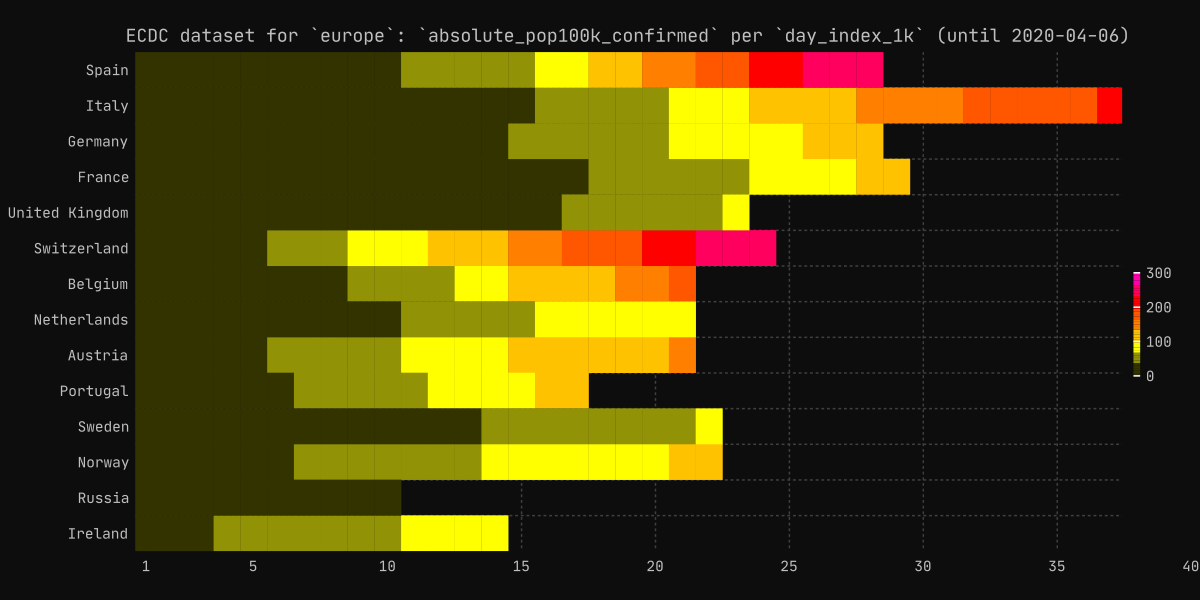 ECDC dataset for `europe`: `absolute_pop100k_confirmed` per `day_index_1k` (until 2020-04-06)
Spain
Italy
Germany
France
United Kingdom
Switzerland
Belgium
Netherlands
Austria
Portugal
Sweden
Norway
Russia
Ireland
300
200
100
0
1 5 10 15 20 25 30 35 40